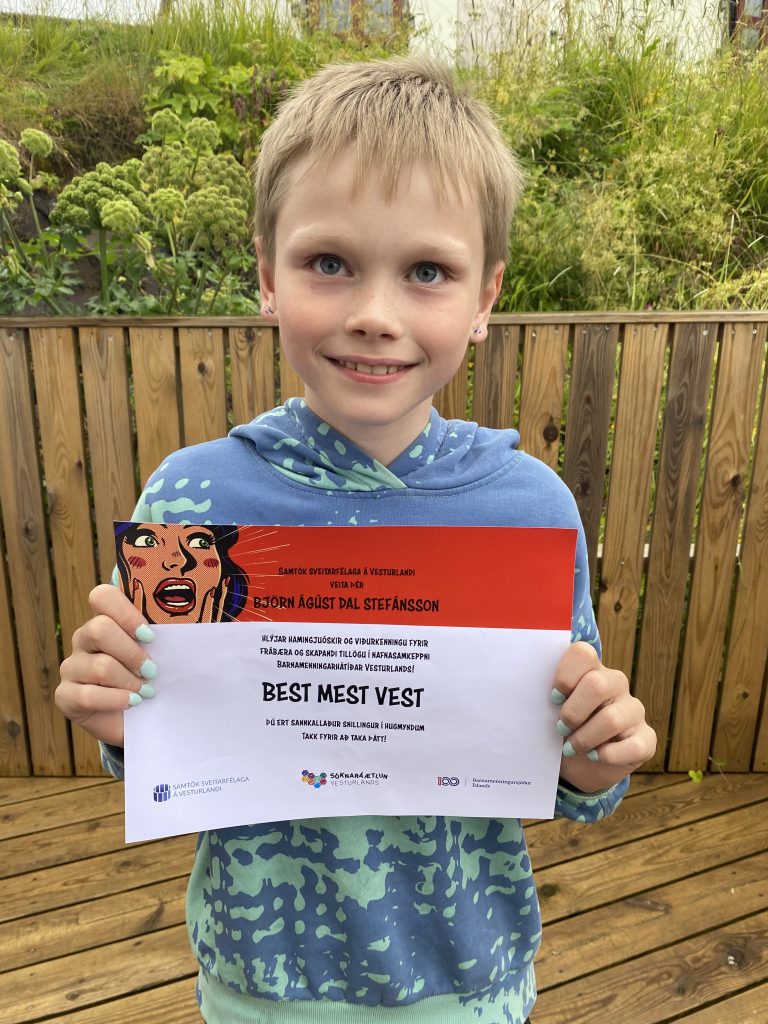 SAMTÖK SVEITARFÉLAGA Á VESTURLANDI
VEITA ÞÉR
BJÖRN ÁGÚST DAL STEFÁNSSON
HLÝJAR HAMINGJUÓSKIR OG VIÐURKENNINGU FYRIR
FRÁBÆRA OG SKAPANDI TILLÖGU Í NAFNASAMKEPPNI
BARNAMENNINGARHÁTÍÐAR VESTURLANDS!
BEST MEST VEST
ÞÚ ERT SANNKALLAÐUR SNILLINGUR Í HUGMYNDUM
TAKK FYRIR AÐ TAKA ÞÁTT!
SAMTÖK SVEITARFÉLAGA
Á VESTURLANDI
SÓKNARÁÆTLUN
VESTURLANDS
100
Barnamenningarsjóður
Íslands